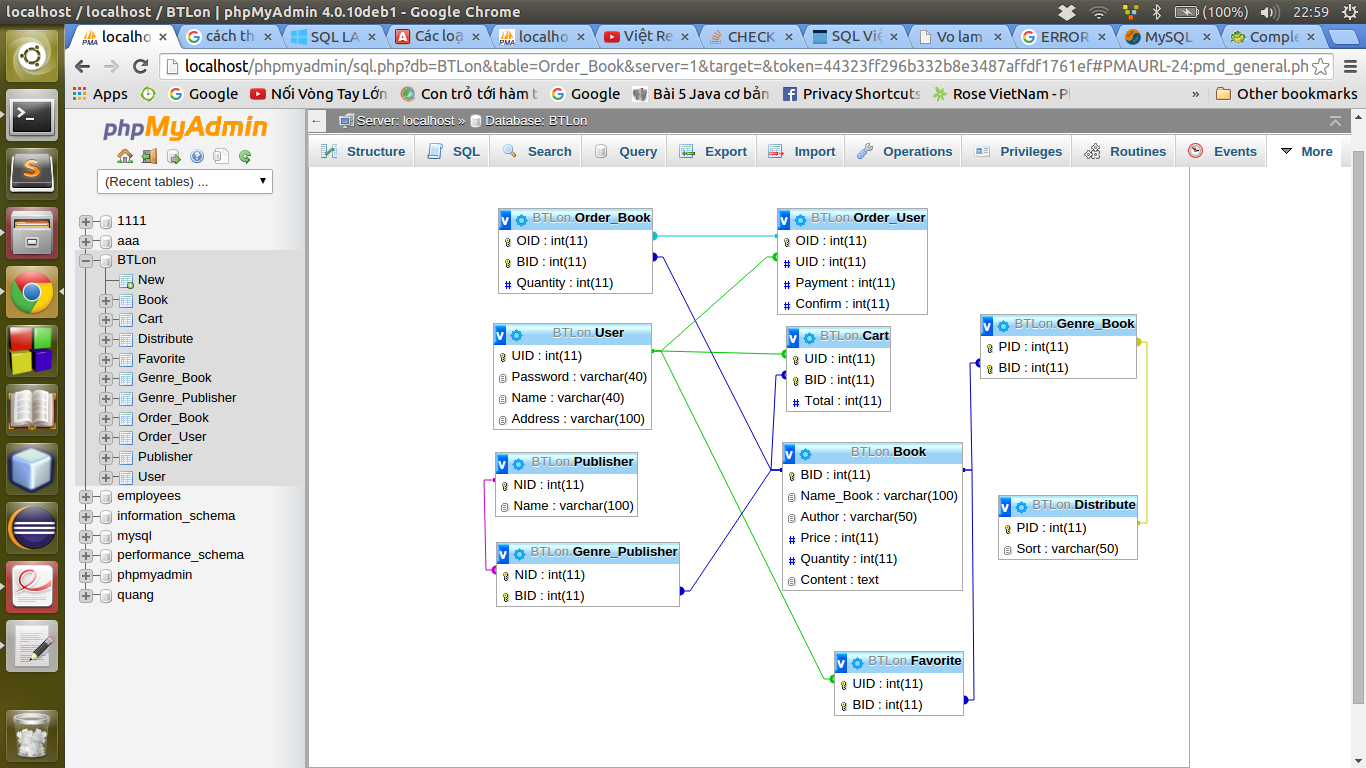 localhost / localhost / BTLon | phpMyAdmin 4.0.10deb1 - Google Chrome
(100%) 22:59
localho
cách th
SQL LA
Các loạ
localho
Việt Re
CHECK
SQL Việ
Vo lam
ERROR
MySQL
Comple
localhost/phpmyadmin/sql.php?db=BTLon&table=Order_Book&server=1&target=&token=44323ff296b332b8e3487affdf1761ef#PMAURL-24:pmd_general.ph
Apps
Google
Nối Vòng Tay Lớn
Con trỏ tới hàm t
Google
Bài 5 Java cơ bản
Privacy Shortcuts
Rose VietNam - Pl
»
Other bookmarks
phpMyAdmin
(Recent tables) ...
1111
aaa
BTLon
New
Book
Cart
Distribute
Favorite
Genre_Book
Genre_Publisher
Order_Book
Order_User
Publisher
User
employees
information_schema
mysql
performance_schema
phpmyadmin
quang
Server: localhost » Database: BTLon
Structure
SQL
Search
Query
Export
Import
Operations
Privileges
Routines
Events
More
BTLon.Order_Book
OID : int(11)
BID : int(11)
Quantity : int(11)
BTLon.Order_User
OID : int(11)
UID : int(11)
Payment : int(11)
Confirm : int(11)
BTLon.User
UID : int(11)
Password : varchar(40)
Name : varchar(40)
Address : varchar(100)
BTLon.Cart
UID : int(11)
BID : int(11)
Total : int(11)
BTLon.Genre_Book
PID : int(11)
BID : int(11)
BTLon.Publisher
NID : int(11)
Name : varchar(100)
BTLon.Book
BID : int(11)
Name_Book : varchar(100)
Author : varchar(50)
Price : int(11)
Quantity : int(11)
Content : text
BTLon.Distribute
PID : int(11)
Sort : varchar(50)
BTLon.Genre_Publisher
NID : int(11)
BID : int(11)
BTLon.Favorite
UID : int(11)
BID : int(11)